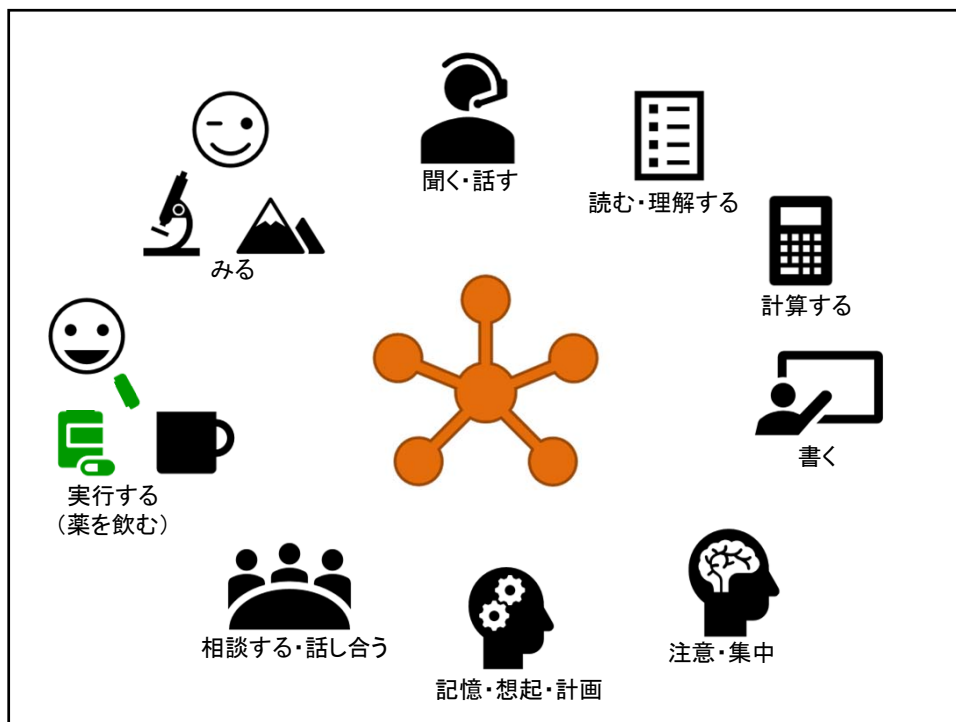 聞く・話す
読む・理解する
みる
計算する
書く
実行する
（薬を飲む）
相談する・話し合う
注意・集中
記憶・想起・計画